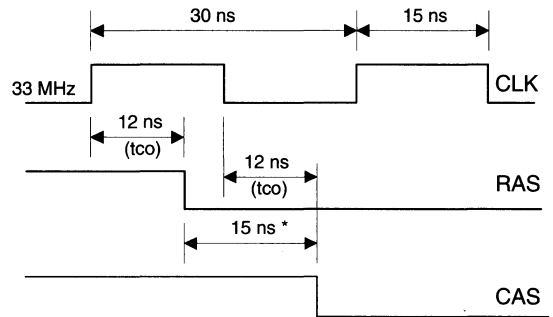 30 ns
15 ns
33 MHz
CLK
12 ns
(tco)
12 ns
(tco)
RAS
15 ns *
CAS